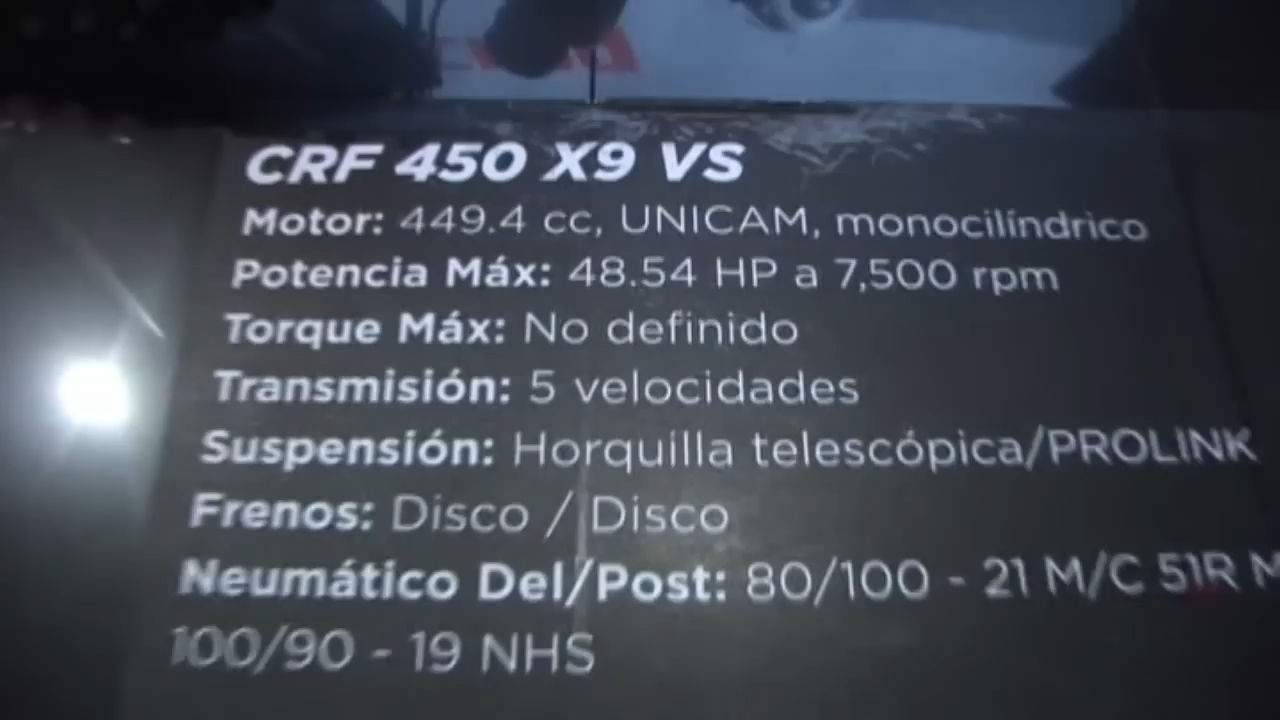 CRF 450 X9 VS
Motor: 449.4 cc, UNICAM, monocilíndrico
Potencia Máx: 48.54 HP a 7,500 rpm
Torque Máx: No definido
Transmisión: 5 velocidades
Suspensión: Horquilla telescópica/PROLINK
Frenos: Disco / Disco
Neumático Del/Post: 80/100 - 21 M/C 51R M
100/90 - 19 NHS